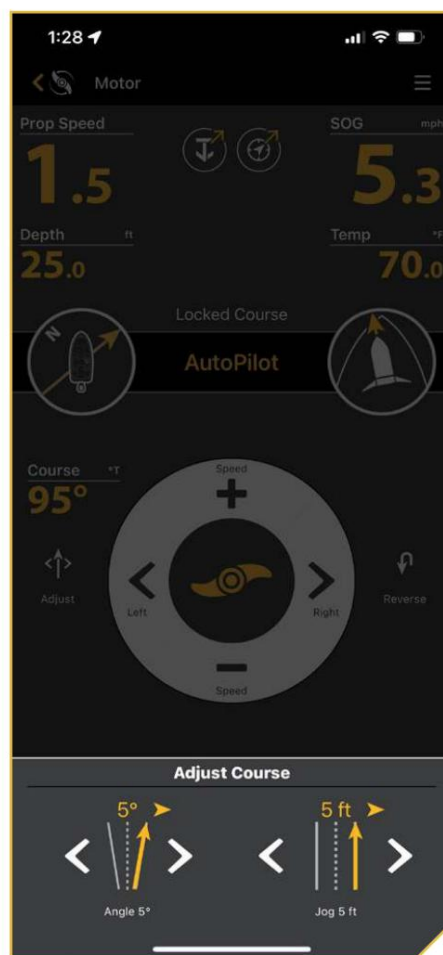 1:28
Motor
Prop Speed
SOG mph
1.5
5.3
Depth ft
Temp °F
25.0
70.0
Locked Course
N
AutoPilot
Course °T
95°
Speed
Adjust
Left
Right
Reverse
Speed
Adjust Course
5°
5 ft
Angle 5°
Jog 5 ft